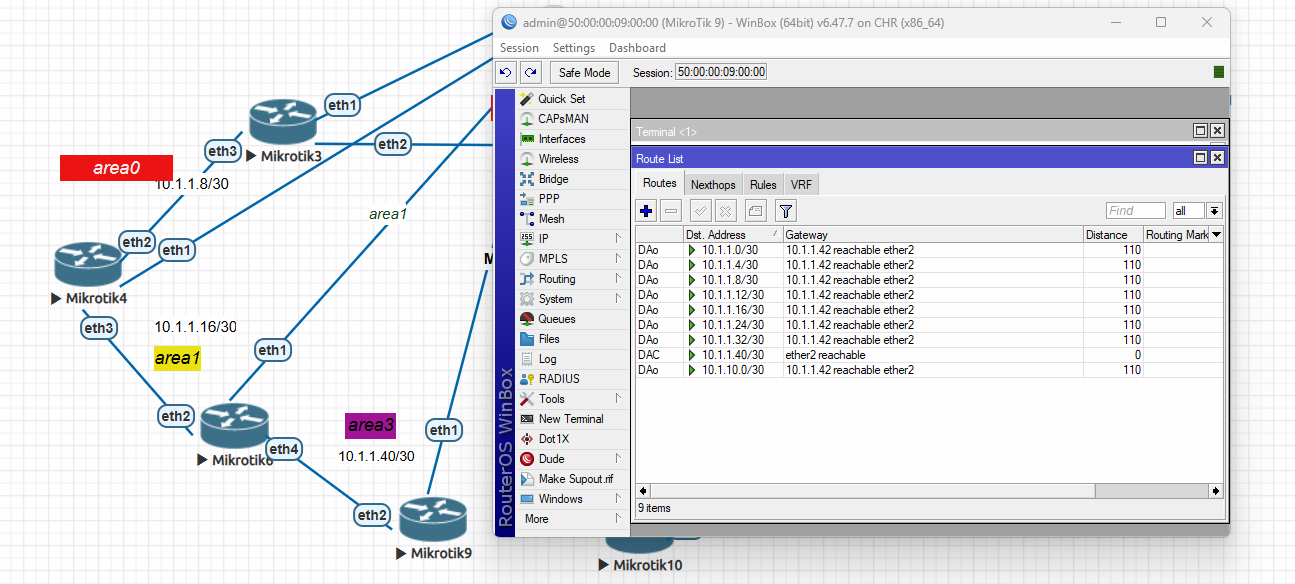 admin@50:00:00:09:00:00 (MikroTik 9) - WinBox (64bit) v6.47.7 on CHR (x86_64)
Session Settings Dashboard
Safe Mode Session: 50:00:00:09:00:00
Quick Set
CAPsMAN
Interfaces
Wireless
Bridge
PPP
Mesh
IP
MPLS
Routing
System
Queues
Files
Log
RADIUS
Tools
New Terminal
Dot1X
Dude
Make Supout.rif
Windows
More
RouterOS WinBox
Terminal <1>
Route List
Routes Nexthops Rules VRF
Find all
Dst. Address Gateway Distance Routing Mark
DAo 10.1.1.0/30 10.1.1.42 reachable ether2 110
DAo 10.1.1.4/30 10.1.1.42 reachable ether2 110
DAo 10.1.1.8/30 10.1.1.42 reachable ether2 110
DAo 10.1.1.12/30 10.1.1.42 reachable ether2 110
DAo 10.1.1.16/30 10.1.1.42 reachable ether2 110
DAo 10.1.1.24/30 10.1.1.42 reachable ether2 110
DAo 10.1.1.32/30 10.1.1.42 reachable ether2 110
DAC 10.1.1.40/30 ether2 reachable 0
DAo 10.1.10.0/30 10.1.1.42 reachable ether2 110
9 items
eth1
Mikrotik3
eth3
eth2
area0
10.1.1.8/30
area1
eth2
eth1
Mikrotik4
eth3
10.1.1.16/30
area1
eth1
eth2
Mikrotik6
eth4
area3
10.1.1.40/30
eth1
eth2
Mikrotik9
M
255
Mikrotik10